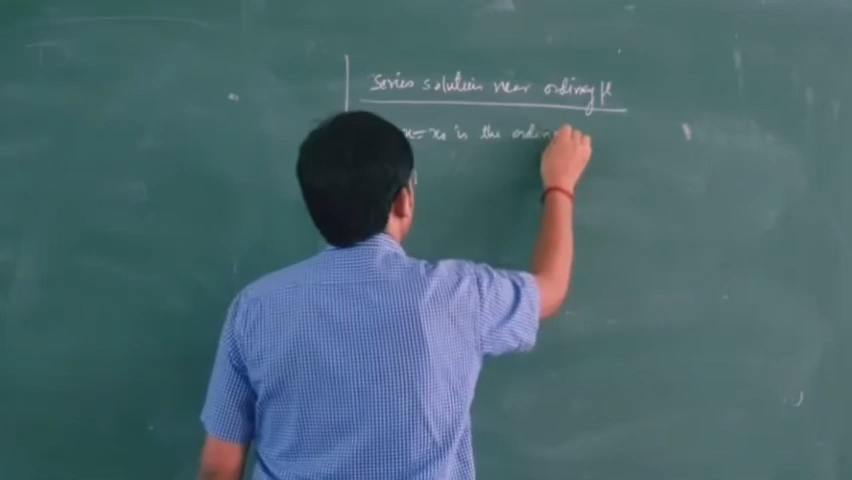 Series solution near ordinary pt
x = x₀ is the ordin